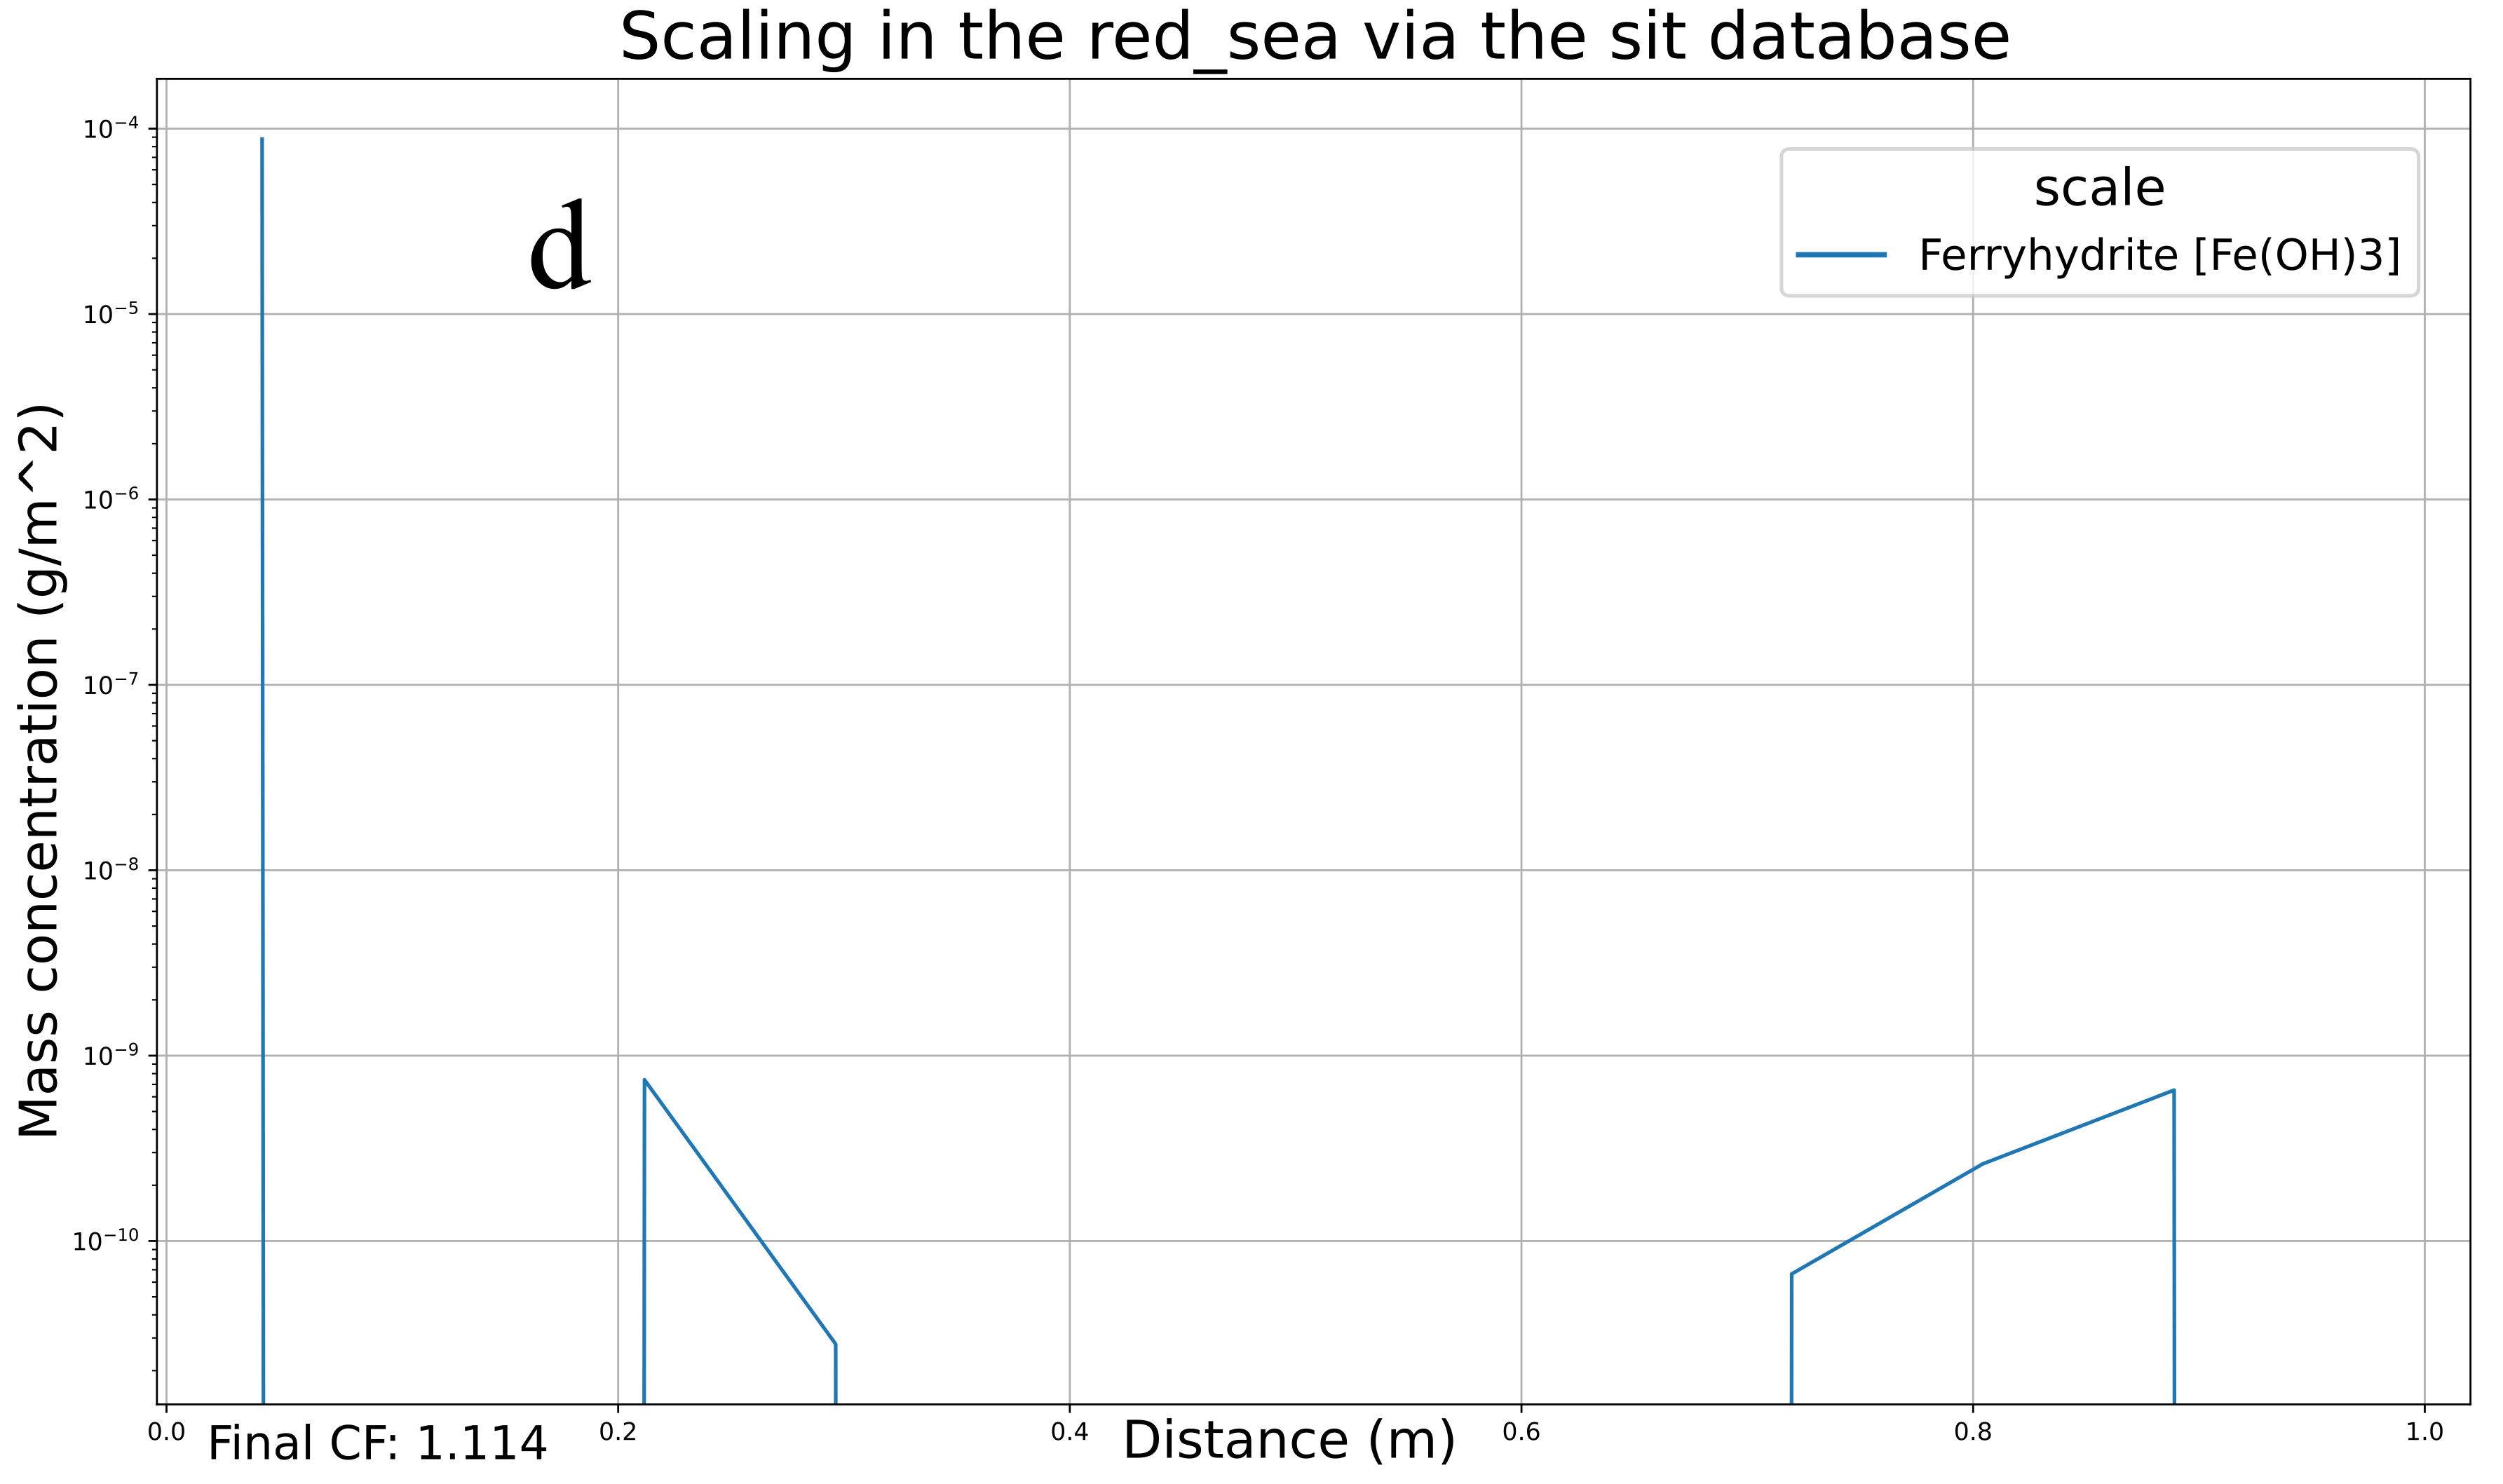 Scaling in the red_sea via the sit database
d
scale
Ferryhydrite [Fe(OH)3]
Mass concentration (g/m^2)
10⁻⁴
10⁻⁵
10⁻⁶
10⁻⁷
10⁻⁸
10⁻⁹
10⁻¹⁰
0.0 0.2 0.4 0.6 0.8 1.0
Final CF: 1.114
Distance (m)